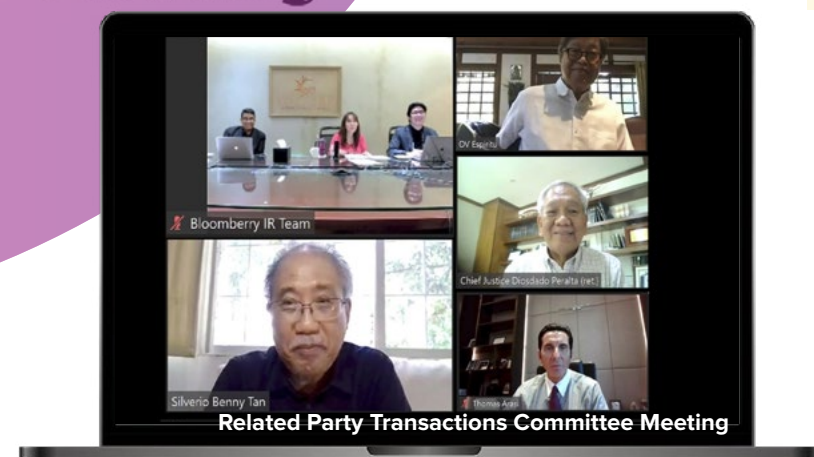 Bloomberry IR Team
DV Espiritu
Chief Justice Diosdado Peralta (ret.)
Silverio Benny Tan
Thomas Arasi
Related Party Transactions Committee Meeting